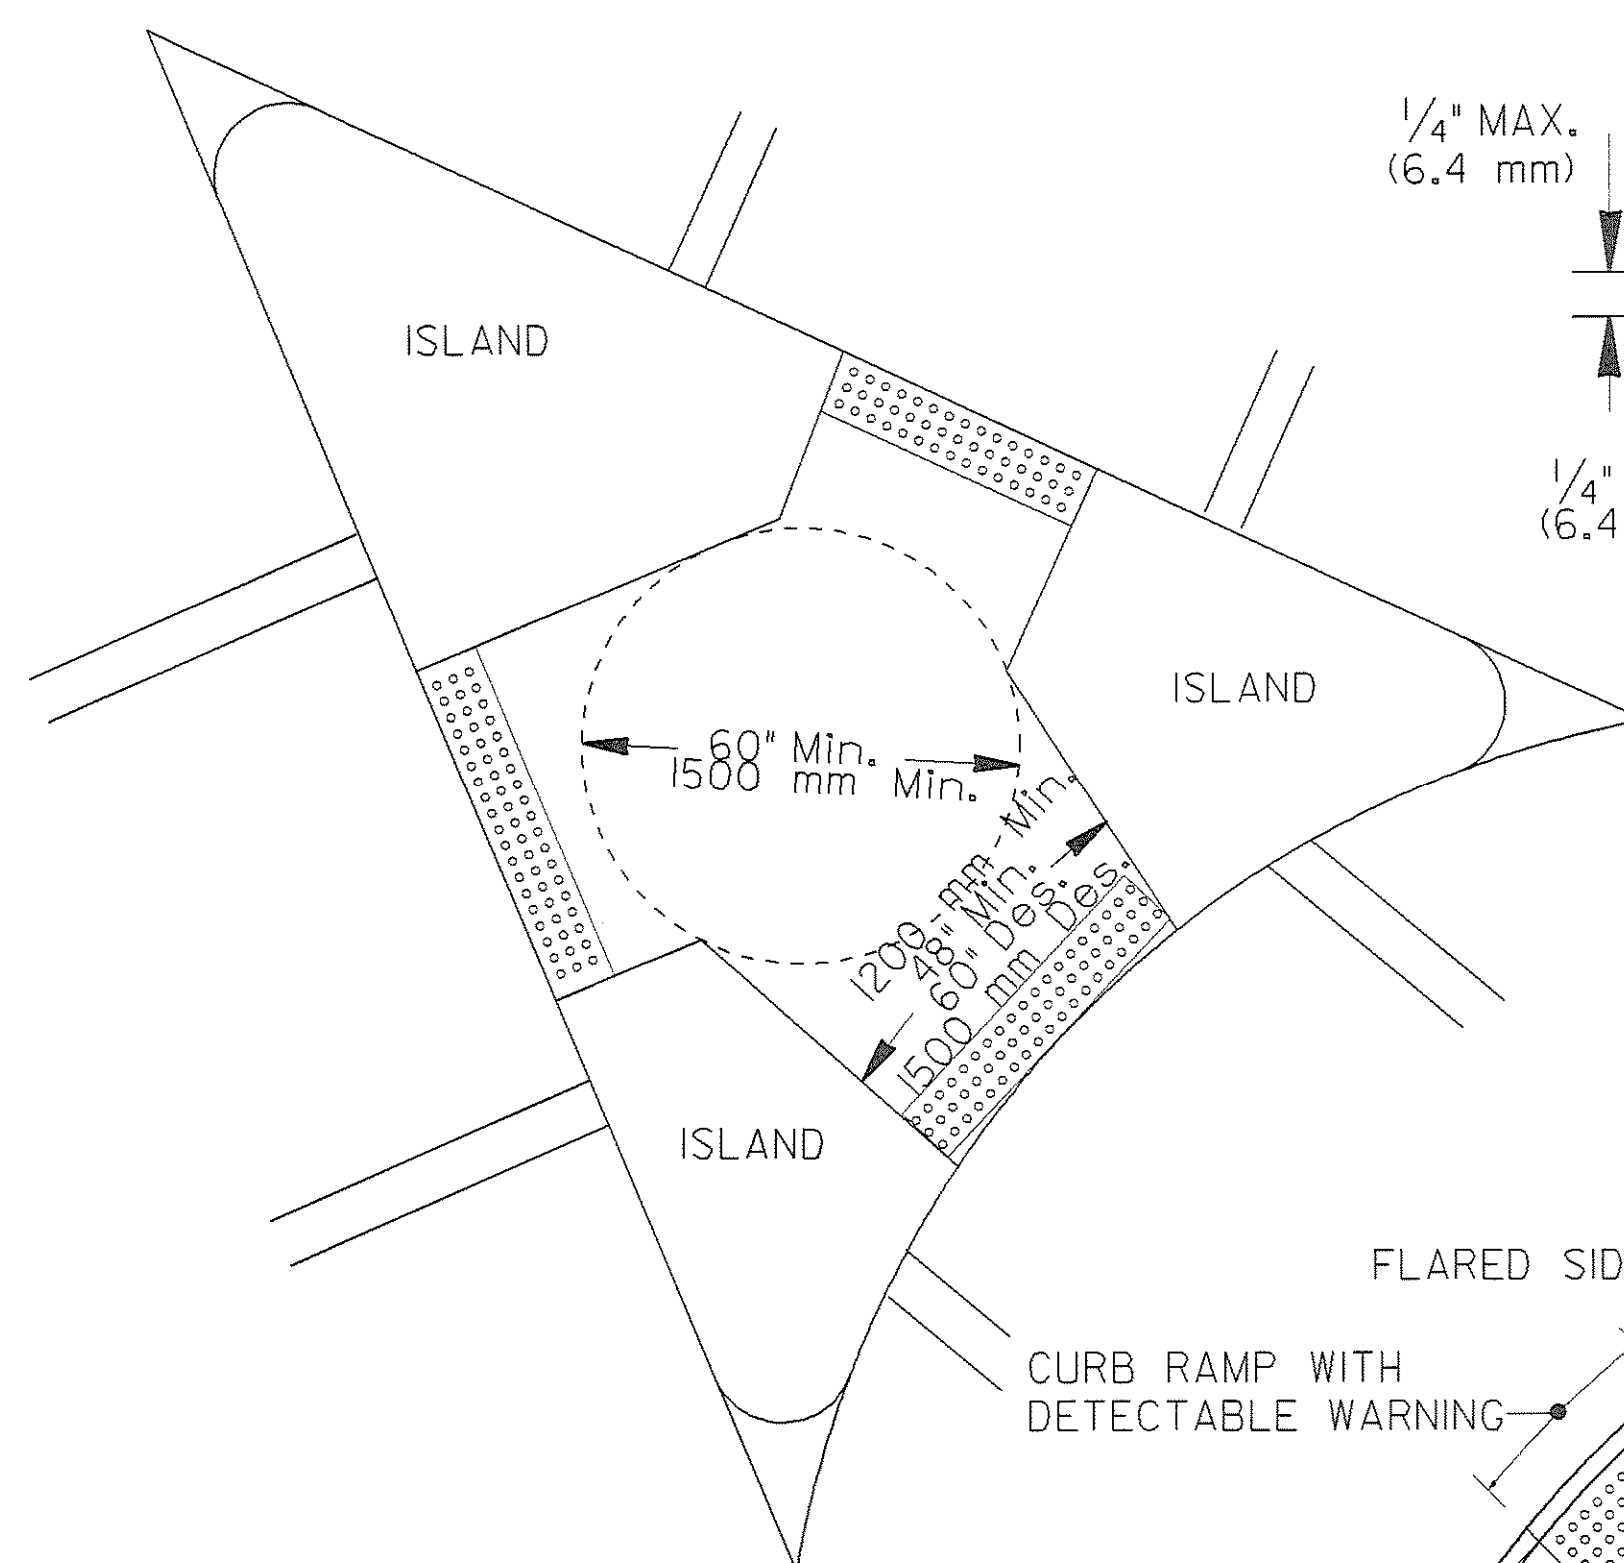 1/4" MAX.
(6.4 mm)
ISLAND
1/4"
(6.4
ISLAND
60" Min.
1500 mm Min.
1200 mm Min.
48" Min.
60" Des.
1500 mm Des.
ISLAND
FLARED SID
CURB RAMP WITH
DETECTABLE WARNING